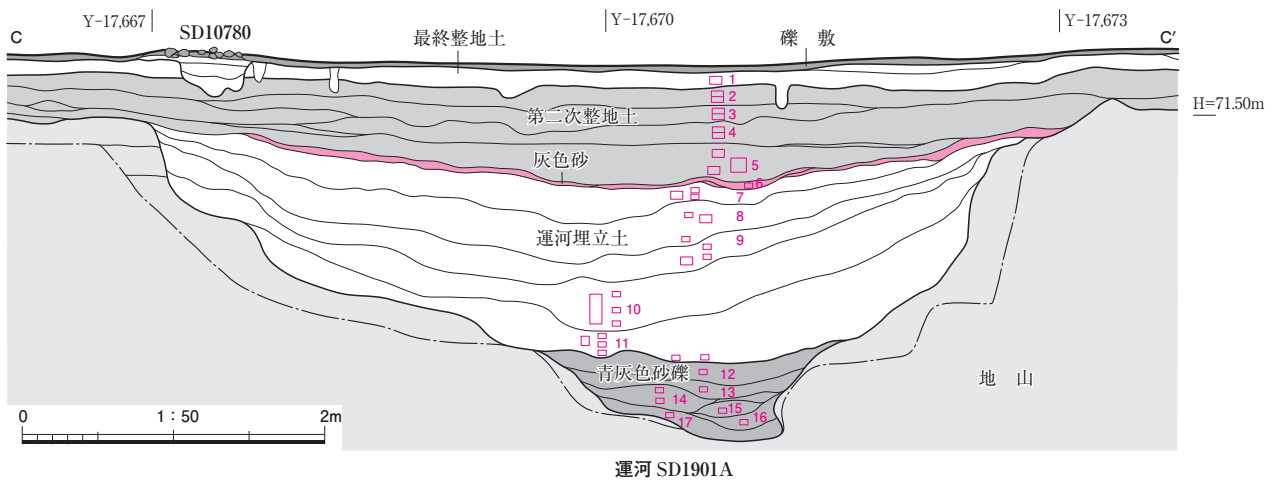 Y-17,667
Y-17,670
Y-17,673
C
SD10780
最終整地土
礫 敷
C′
1
2
H=71.50m
第二次整地土
3
4
灰色砂
5
6
7
8
運河埋立土
9
10
11
青灰色砂礫
12
地 山
13
14
15
16
17
0
1：50
2m
運河 SD1901A